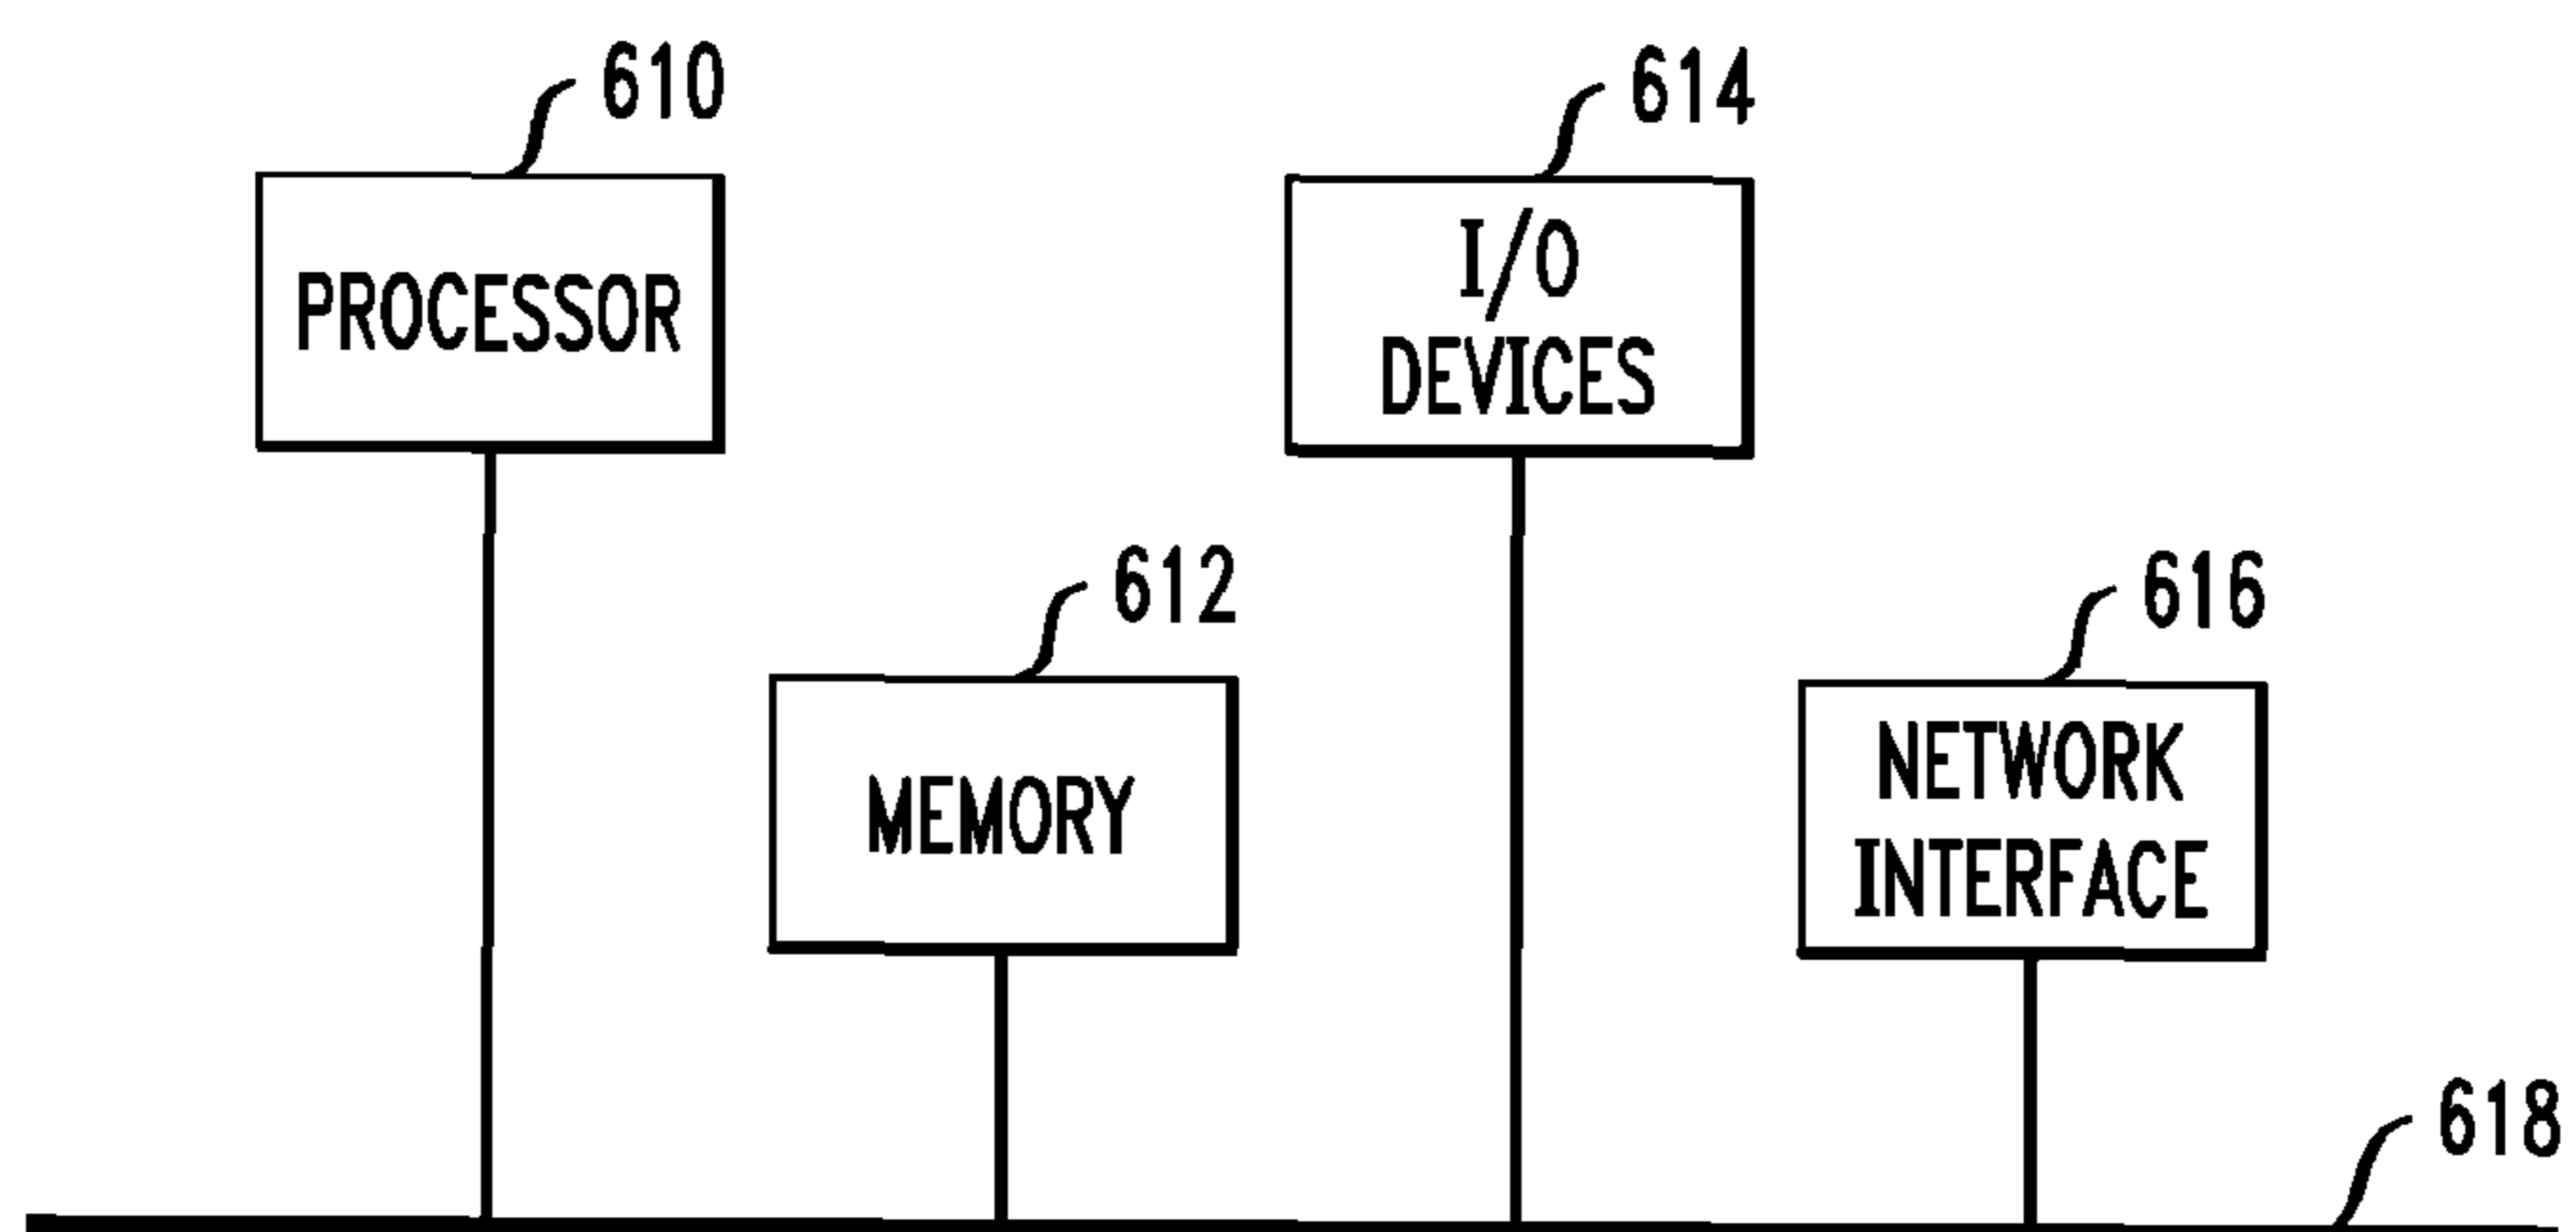 610
PROCESSOR
614
I/O
DEVICES
612
MEMORY
616
NETWORK
INTERFACE
618